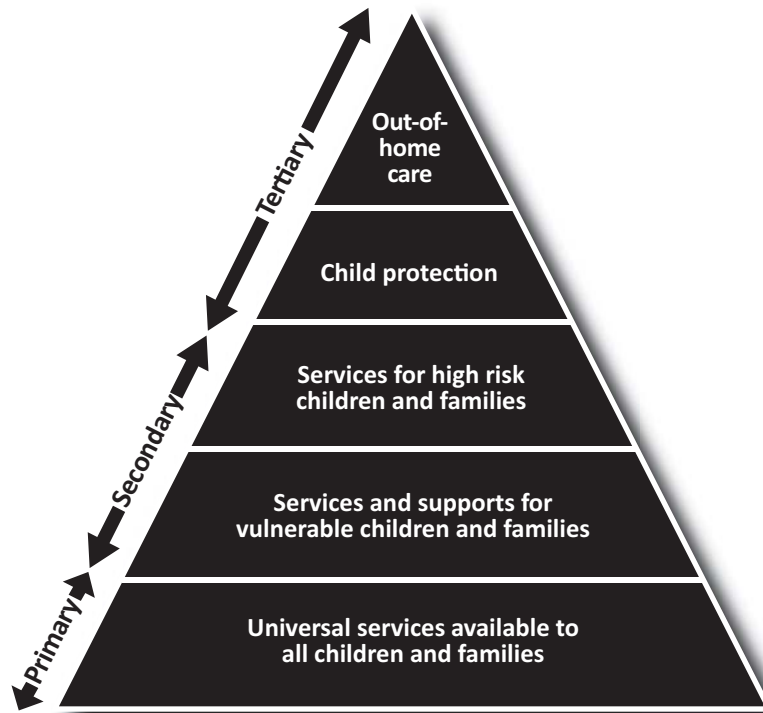 Out-of-
home
care
Tertiary
Child protection
Services for high risk
children and families
Secondary
Services and supports for
vulnerable children and families
Primary
Universal services available to
all children and families